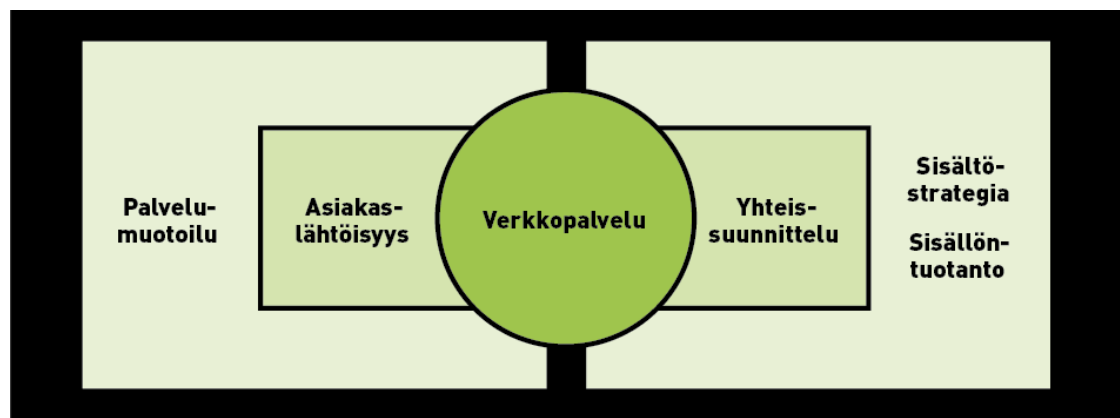 Palvelu-
muotoilu
Asiakas-
lähtöisyys
Verkkopalvelu
Yhteis-
suunnittelu
Sisältö-
strategia
Sisällön-
tuotanto